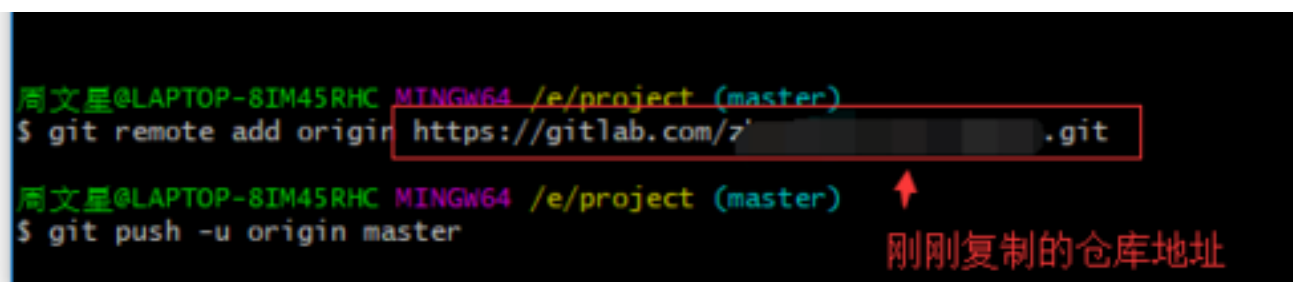 周文星@LAPTOP-8IM45RHC MINGW64 /e/project (master)
$ git remote add origin https://gitlab.com/z .git
周文星@LAPTOP-8IM45RHC MINGW64 /e/project (master)
$ git push -u origin master
刚刚复制的仓库地址